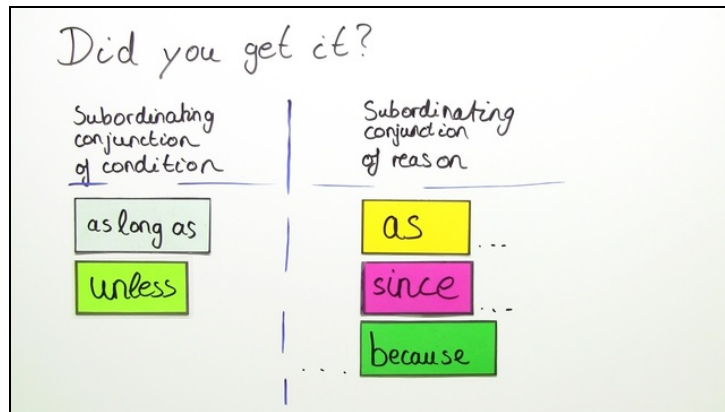 Did you get it?
Subordinating
conjunction
of condition
as long as
unless
Subordinating
conjunction
of reason
as ...
since ...
... because